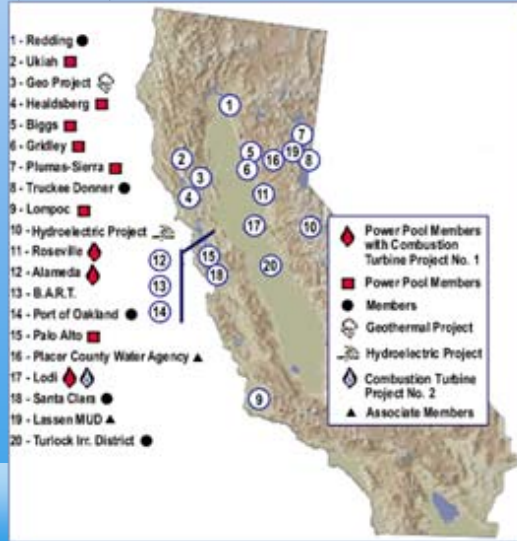 1 - Redding
2 - Ukiah
3 - Geo Project
4 - Healdsberg
5 - Biggs
6 - Gridley
7 - Plumas-Sierra
8 - Truckee Donner
9 - Lompoc
10 - Hydroelectric Project
11 - Roseville
12 - Alameda
13 - B.A.R.T.
14 - Port of Oakland
15 - Palo Alto
16 - Placer County Water Agency
17 - Lodi
18 - Santa Clara
19 - Lassen MUD
20 - Turlock Irr. District
1
7
2
5
16
19
8
3
6
4
11
17
10
12
15
20
13
18
14
9
Power Pool Members
with Combustion
Turbine Project No. 1
Power Pool Members
Members
Geothermal Project
Hydroelectric Project
Combustion Turbine
Project No. 2
Associate Members